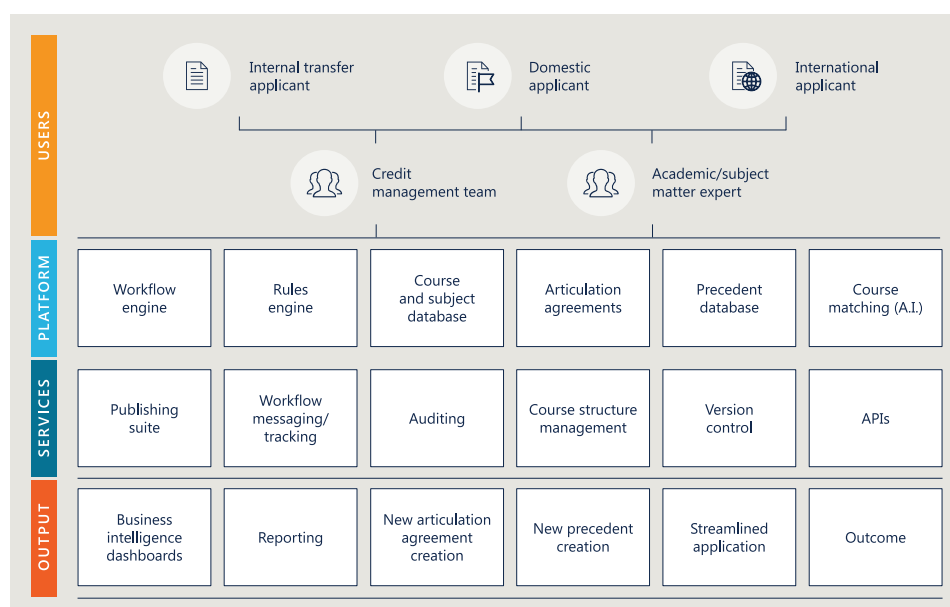 USERS
Internal transfer
applicant
Domestic
applicant
International
applicant
Credit
management team
Academic/subject
matter expert
PLATFORM
Workflow
engine
Rules
engine
Course
and subject
database
Articulation
agreements
Precedent
database
Course
matching (A.I.)
SERVICES
Publishing
suite
Workflow
messaging/
tracking
Auditing
Course structure
management
Version
control
APIs
OUTPUT
Business
intelligence
dashboards
Reporting
New articulation
agreement
creation
New precedent
creation
Streamlined
application
Outcome